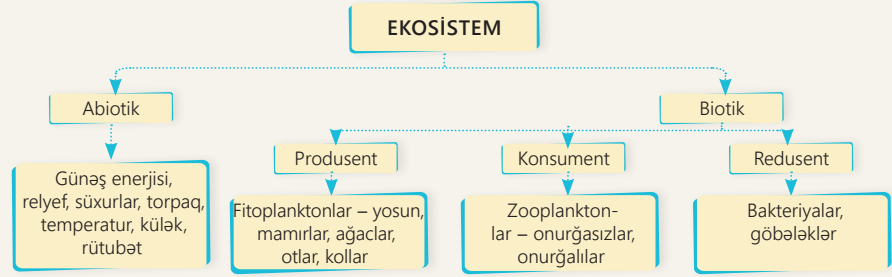 EKOSİSTEM
Abiotik
Biotik
Produsent
Konsument
Redusent
Günəş enerjisi,
relyef, süxurlar, torpaq,
temperatur, külək,
rütubət
Fitoplanktonlar – yosun,
mamırlar, ağaclar,
otlar, kollar
Zooplankton-
lar – onurğasızlar,
onurğalılar
Bakteriyalar,
göbələklər